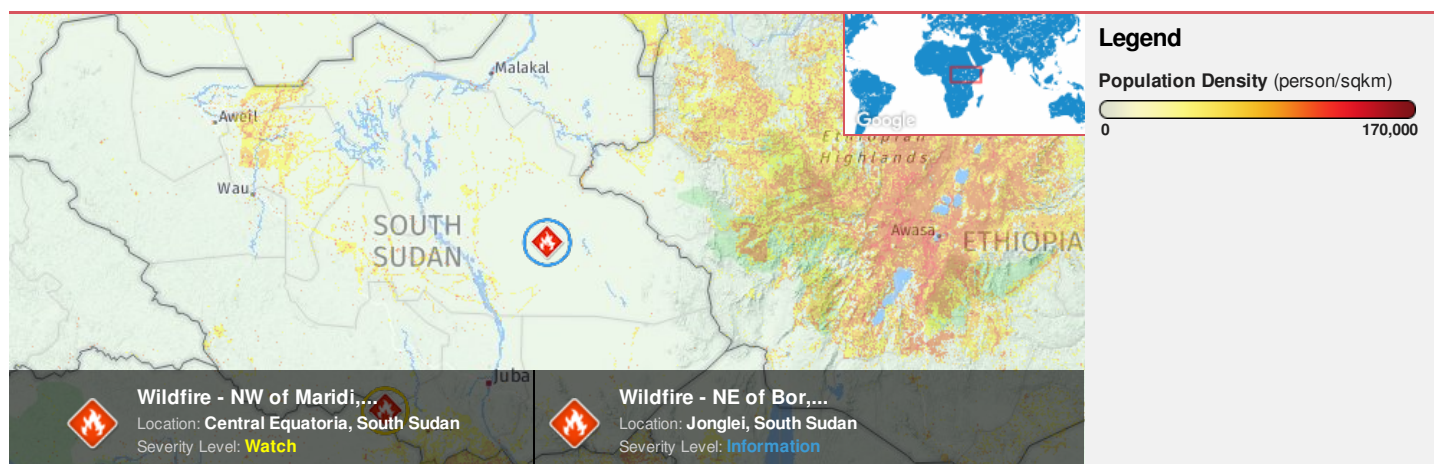 Malakal
Aweil
Wau
SOUTH
SUDAN
Juba
Ethiopian
Highlands
Awasa
ETHIOPIA
Google
Wildfire - NW of Maridi,...
Location: Central Equatoria, South Sudan
Severity Level: Watch
Wildfire - NE of Bor,...
Location: Jonglei, South Sudan
Severity Level: Information
Legend
Population Density (person/sqkm)
0 170,000